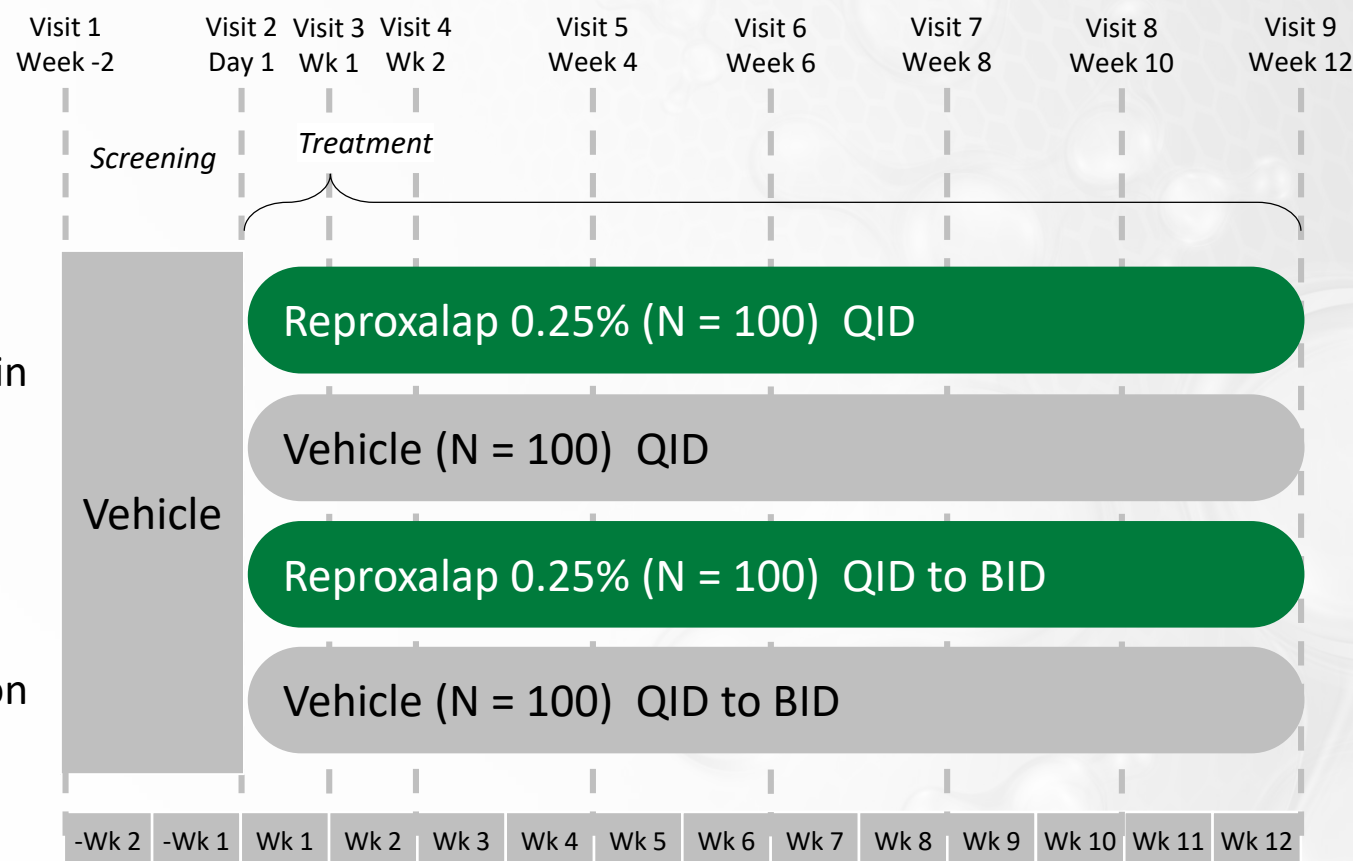 Visit 1 Visit 2 Visit 3 Visit 4 Visit 5 Visit 6 Visit 7 Visit 8 Visit 9
Week -2 Day 1 Wk 1 Wk 2 Week 4 Week 6 Week 8 Week 10 Week 12
Screening Treatment
Reproxalap 0.25% (N = 100) QID
in
Vehicle (N = 100) QID
Vehicle
Reproxalap 0.25% (N = 100) QID to BID
on
Vehicle (N = 100) QID to BID
-Wk 2 -Wk 1 Wk 1 Wk 2 Wk 3 Wk 4 Wk 5 Wk 6 Wk 7 Wk 8 Wk 9 Wk 10 Wk 11 Wk 12